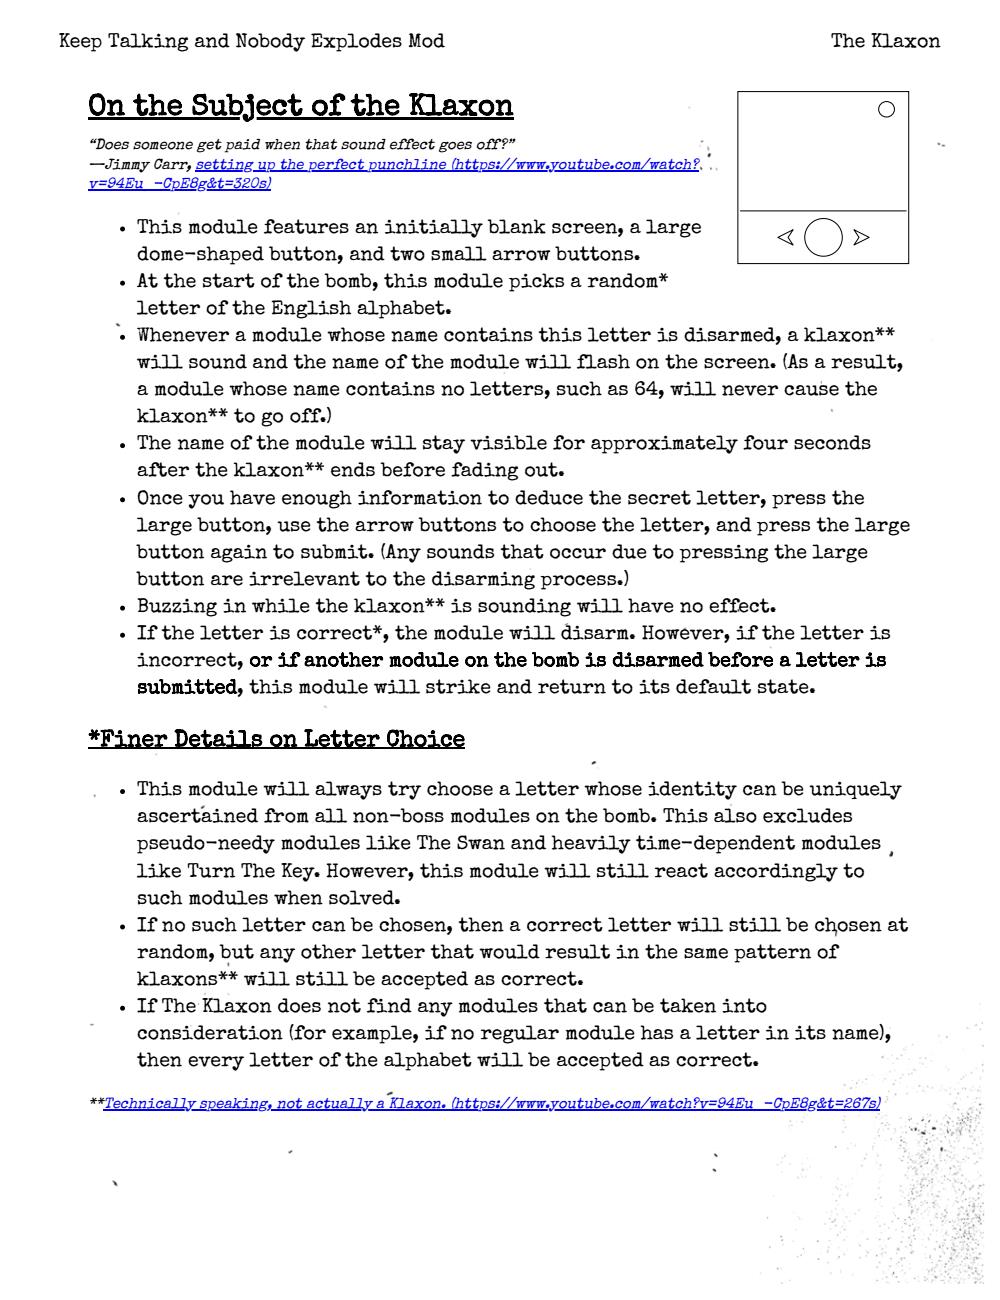 Keep Talking and Nobody Explodes Mod
The Klaxon
On the Subject of the Klaxon
“Does someone get paid when that sound effect goes off?”
—Jimmy Carr, setting up the perfect punchline (https://www.youtube.com/watch?
v=94Eu_-CpE8g&t=320s)
• This module features an initially blank screen, a large
dome-shaped button, and two small arrow buttons.
• At the start of the bomb, this module picks a random*
letter of the English alphabet.
• Whenever a module whose name contains this letter is disarmed, a klaxon**
will sound and the name of the module will flash on the screen. (As a result,
a module whose name contains no letters, such as 64, will never cause the
klaxon** to go off.)
• The name of the module will stay visible for approximately four seconds
after the klaxon** ends before fading out.
• Once you have enough information to deduce the secret letter, press the
large button, use the arrow buttons to choose the letter, and press the large
button again to submit. (Any sounds that occur due to pressing the large
button are irrelevant to the disarming process.)
• Buzzing in while the klaxon** is sounding will have no effect.
• If the letter is correct*, the module will disarm. However, if the letter is
incorrect, or if another module on the bomb is disarmed before a letter is
submitted, this module will strike and return to its default state.
*Finer Details on Letter Choice
• This module will always try choose a letter whose identity can be uniquely
ascertained from all non-boss modules on the bomb. This also excludes
pseudo-needy modules like The Swan and heavily time-dependent modules
like Turn The Key. However, this module will still react accordingly to
such modules when solved.
• If no such letter can be chosen, then a correct letter will still be chosen at
random, but any other letter that would result in the same pattern of
klaxons** will still be accepted as correct.
• If The Klaxon does not find any modules that can be taken into
consideration (for example, if no regular module has a letter in its name),
then every letter of the alphabet will be accepted as correct.
**Technically speaking, not actually a Klaxon. (https://www.youtube.com/watch?v=94Eu_-CpE8g&t=267s)